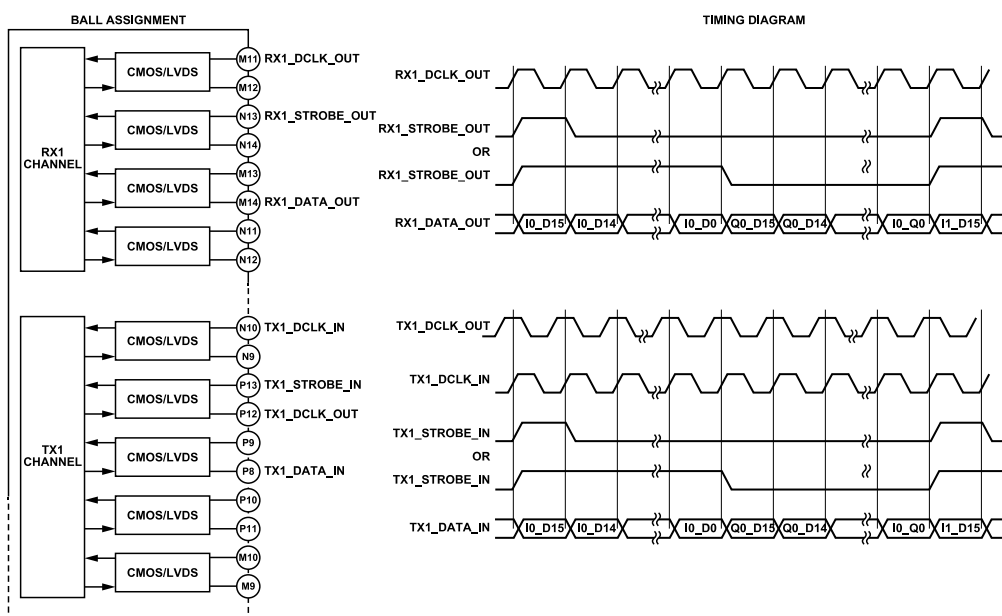 BALL ASSIGNMENT
RX1
CHANNEL
CMOS/LVDS
CMOS/LVDS
CMOS/LVDS
CMOS/LVDS
M11 RX1_DCLK_OUT
M12
N13 RX1_STROBE_OUT
N14
M13
M14 RX1_DATA_OUT
N11
N12
TX1
CHANNEL
CMOS/LVDS
CMOS/LVDS
CMOS/LVDS
CMOS/LVDS
CMOS/LVDS
N10 TX1_DCLK_IN
N9
P13 TX1_STROBE_IN
P12 TX1_DCLK_OUT
P9
P8 TX1_DATA_IN
P10
P11
M10
M9
TIMING DIAGRAM
RX1_DCLK_OUT
RX1_STROBE_OUT
OR
RX1_STROBE_OUT
RX1_DATA_OUT I0_D15 I0_D14 I0_D0 Q0_D15 Q0_D14 I0_Q0 I1_D15
TX1_DCLK_OUT
TX1_DCLK_IN
TX1_STROBE_IN
OR
TX1_STROBE_IN
TX1_DATA_IN I0_D15 I0_D14 I0_D0 Q0_D15 Q0_D14 I0_Q0 I1_D15